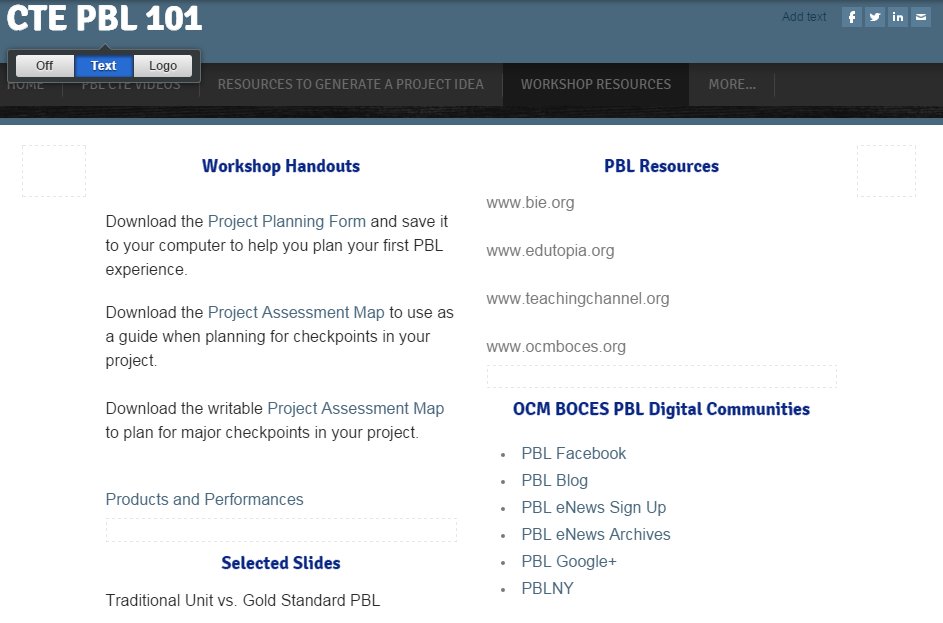 CTE PBL 101
Add text
Off
Text
Logo
HOME
PBL CTE VIDEOS
RESOURCES TO GENERATE A PROJECT IDEA
WORKSHOP RESOURCES
MORE...
Workshop Handouts
Download the Project Planning Form and save it
to your computer to help you plan your first PBL
experience.
Download the Project Assessment Map to use as
a guide when planning for checkpoints in your
project.
Download the writable Project Assessment Map
to plan for major checkpoints in your project.
Products and Performances
Selected Slides
Traditional Unit vs. Gold Standard PBL
PBL Resources
www.bie.org
www.edutopia.org
www.teachingchannel.org
www.ocmboces.org
OCM BOCES PBL Digital Communities
• PBL Facebook
• PBL Blog
• PBL eNews Sign Up
• PBL eNews Archives
• PBL Google+
• PBLNY